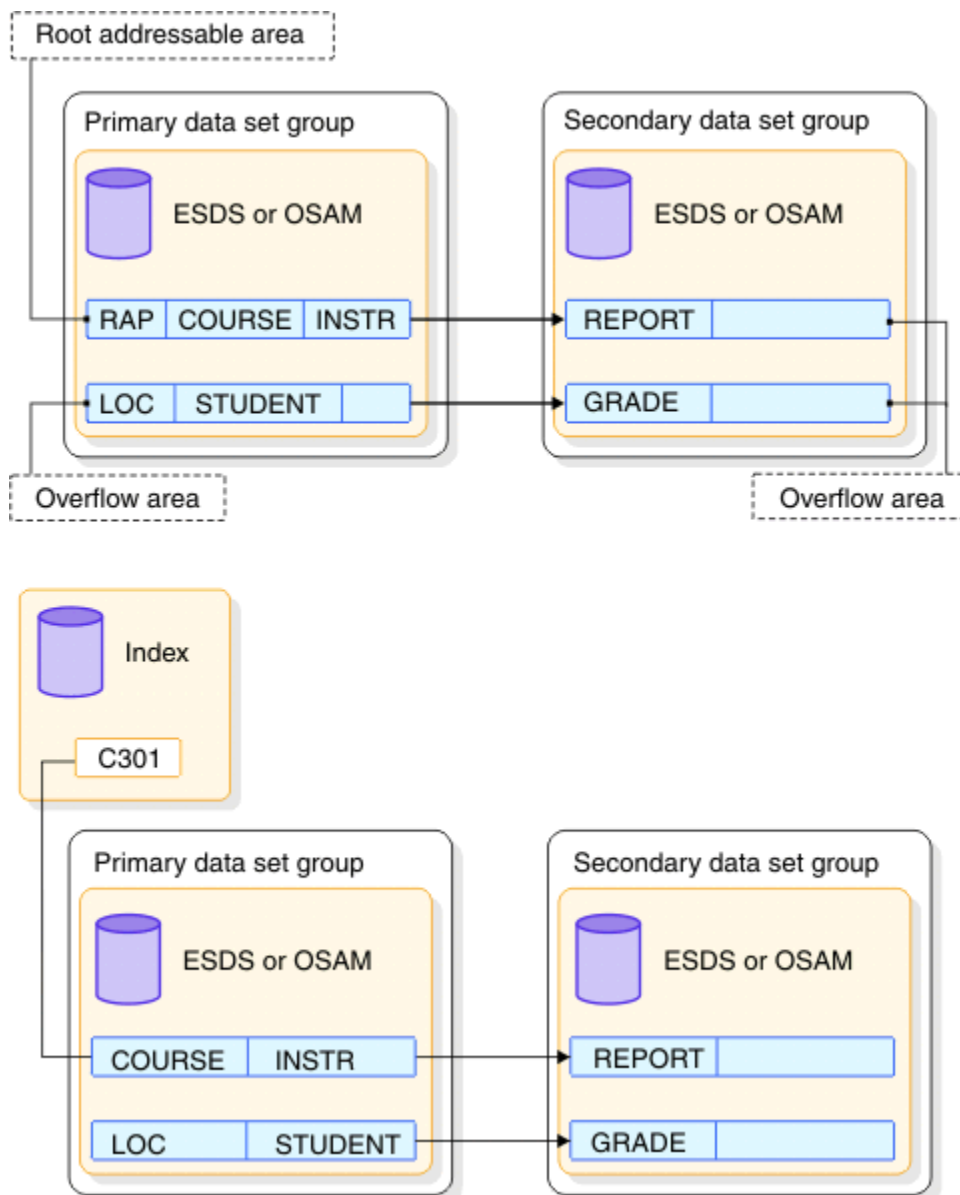 Root addressable area
Primary data set group
Secondary data set group
ESDS or OSAM
ESDS or OSAM
RAP COURSE INSTR
REPORT
LOC STUDENT
GRADE
Overflow area
Overflow area
Index
C301
Primary data set group
Secondary data set group
ESDS or OSAM
ESDS or OSAM
COURSE INSTR
REPORT
LOC STUDENT
GRADE